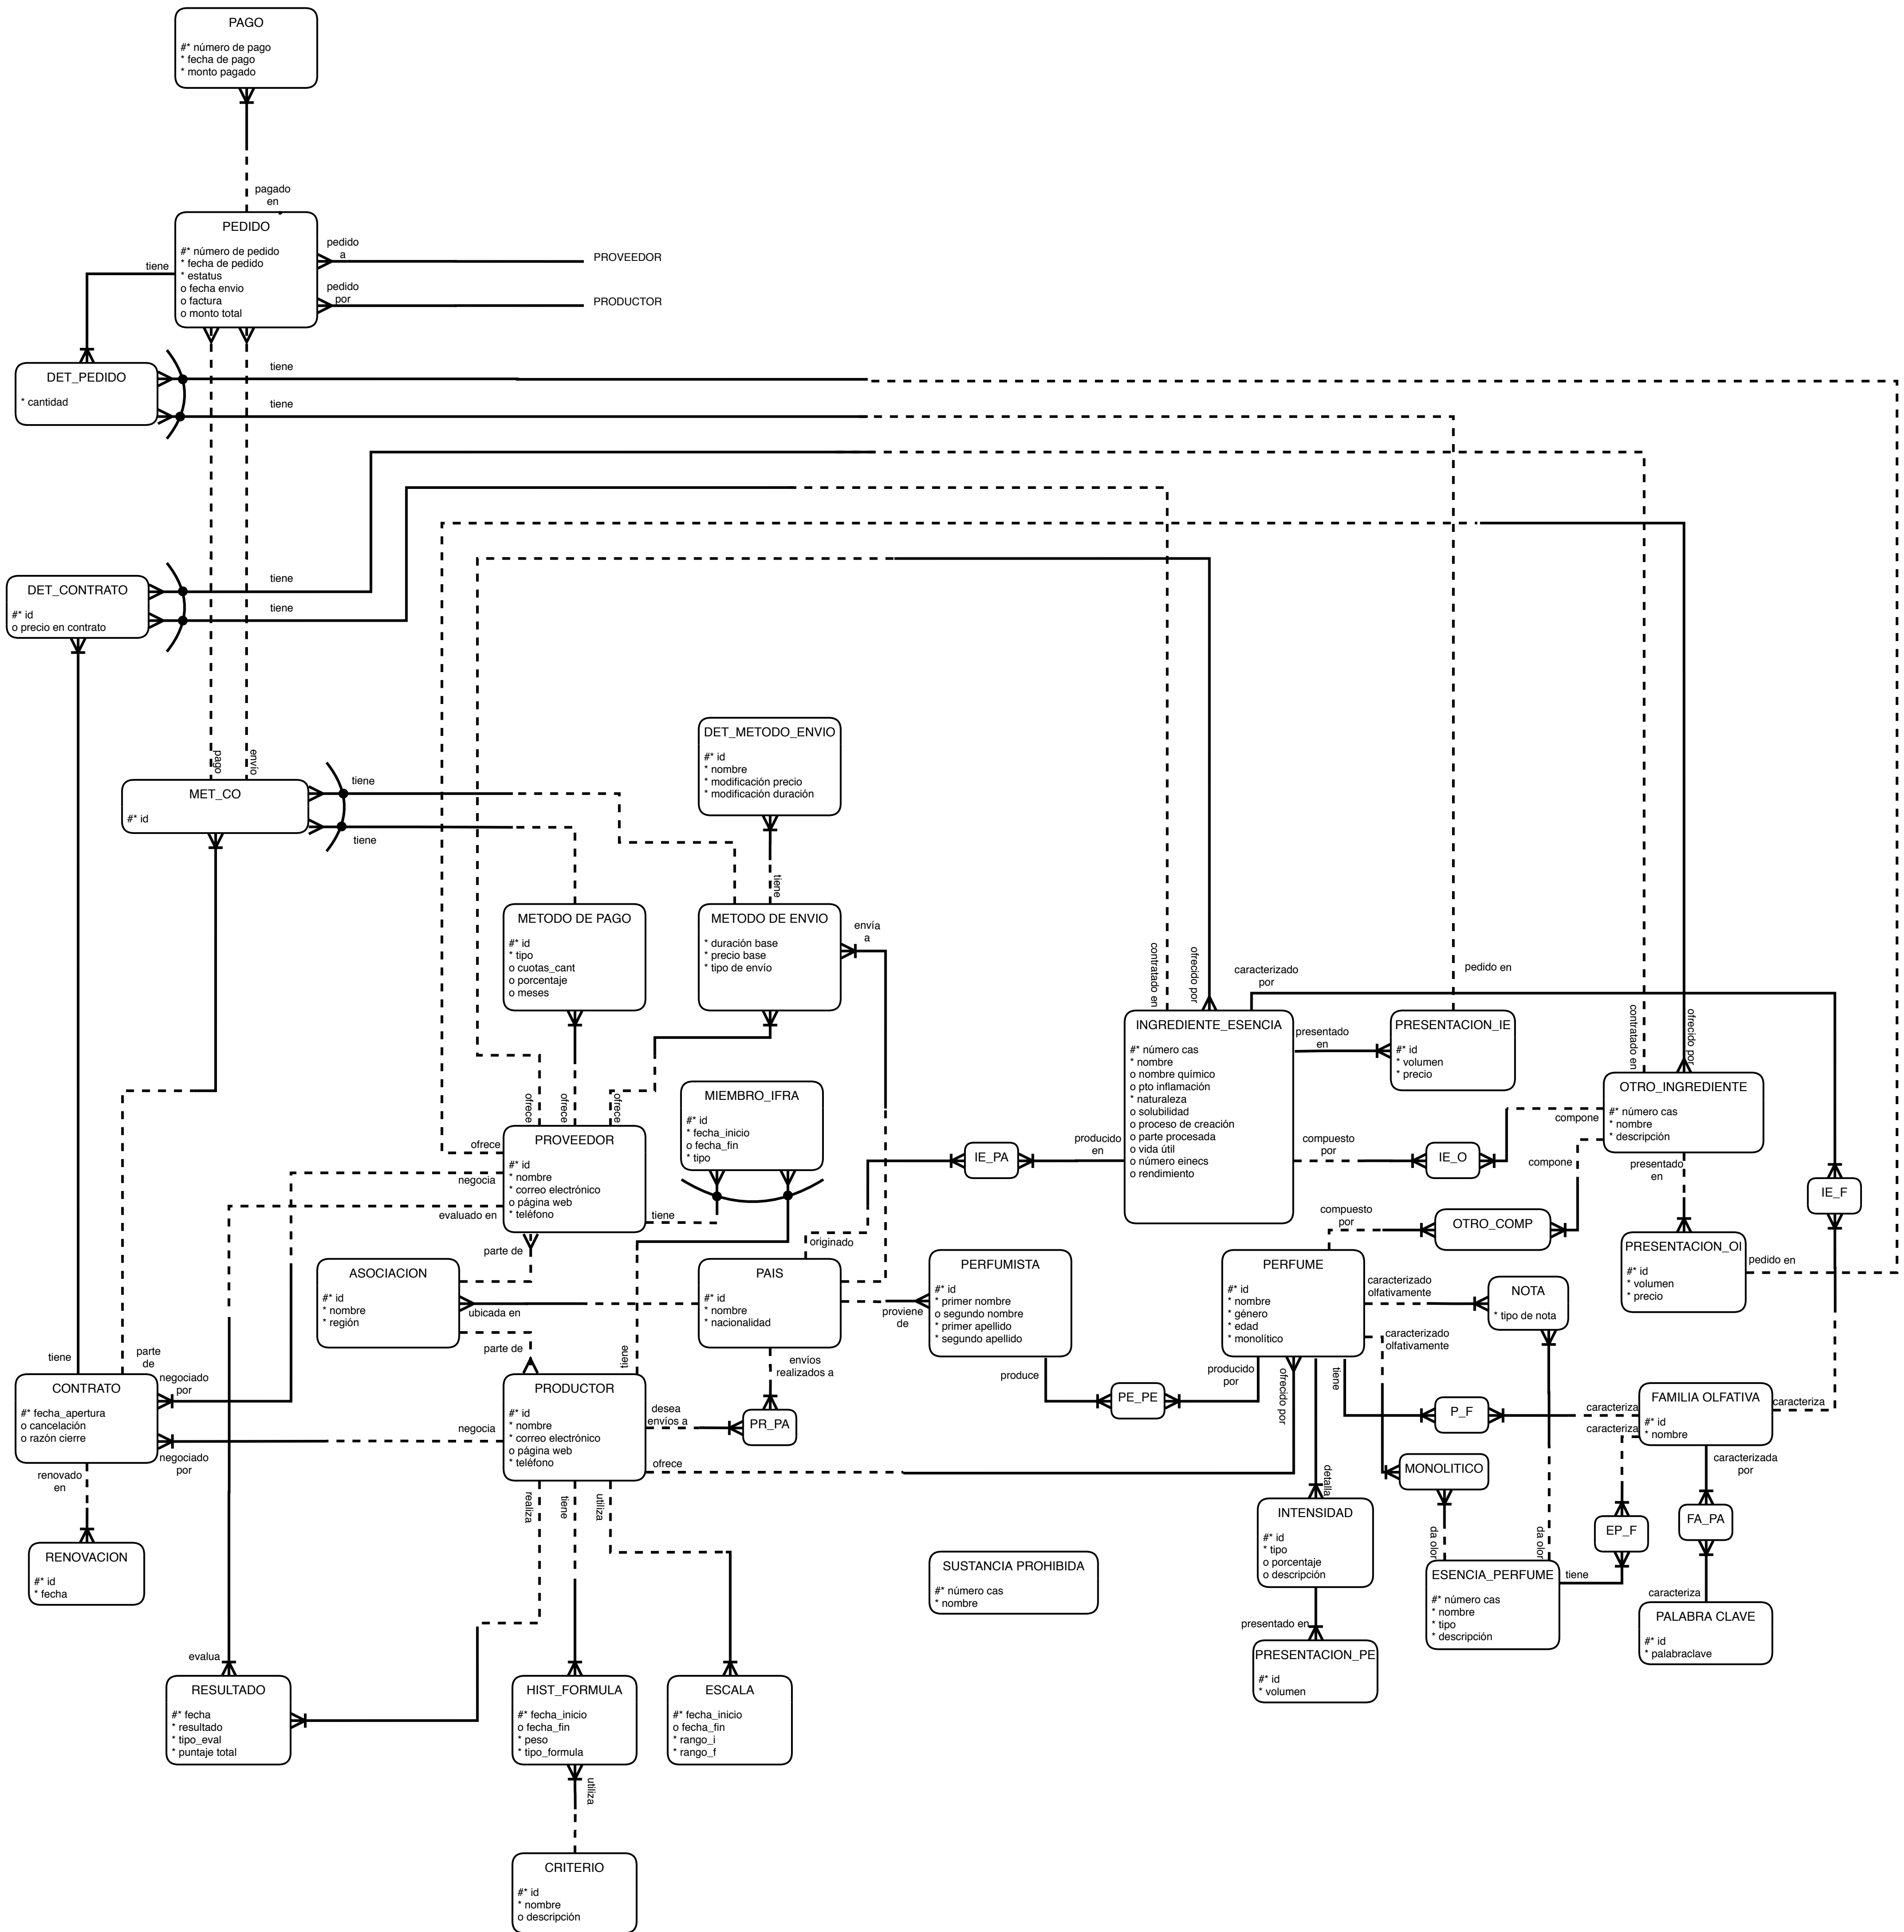 PAGO
#* número de pago
* fecha de pago
* monto pagado
pagado
en
PEDIDO
#* número de pedido
* fecha de pedido
* estatus
o fecha envio
o factura
o monto total
pedido
a
PROVEEDOR
pedido
por
PRODUCTOR
tiene
DET_PEDIDO
* cantidad
tiene
tiene
DET_CONTRATO
#* id
o precio en contrato
tiene
tiene
pago
envío
MET_CO
#* id
tiene
tiene
DET_METODO_ENVIO
#* id
* nombre
* modificación precio
* modificación duración
tiene
METODO DE PAGO
#* id
* tipo
o cuotas_cant
o porcentaje
o meses
METODO DE ENVIO
* duración base
* precio base
* tipo de envío
envía
a
contratado en
ofrecido por
caracterizado
por
pedido en
contratado en
ofrecido por
INGREDIENTE_ESENCIA
#* número cas
* nombre
o nombre químico
o pto inflamación
* naturaleza
o solubilidad
o proceso de creación
o parte procesada
o vida útil
o número einecs
o rendimiento
presentado
en
PRESENTACION_IE
#* id
* volumen
* precio
OTRO_INGREDIENTE
#* número cas
* nombre
* descripción
ofrece
ofrece
ofrece
MIEMBRO_IFRA
#* id
* fecha_inicio
o fecha_fin
* tipo
ofrece
negocia
evaluado en
PROVEEDOR
#* id
* nombre
* correo electrónico
o página web
* teléfono
tiene
IE_PA
producido
en
compuesto
por
IE_O
compone
compone
presentado
en
IE_F
compuesto
por
OTRO_COMP
originado
parte de
ASOCIACION
#* id
* nombre
* región
ubicada en
PAIS
#* id
* nombre
* nacionalidad
proviene
de
PERFUMISTA
#* id
* primer nombre
o segundo nombre
* primer apellido
* segundo apellido
PERFUME
#* id
* nombre
* género
* edad
* monolítico
caracterizado
olfativamente
NOTA
* tipo de nota
caracterizado
olfativamente
PRESENTACION_OI
#* id
* volumen
* precio
pedido en
tiene
parte
de
negociado
por
parte de
tiene
envíos
realizados a
produce
PE_PE
producido
por
ofrecido por
tiene
CONTRATO
#* fecha_apertura
o cancelación
o razón cierre
negociado
por
negocia
PRODUCTOR
#* id
* nombre
* correo electrónico
o página web
* teléfono
desea
envíos a
PR_PA
ofrece
P_F
caracteriza
caracteriza
FAMILIA OLFATIVA
#* id
* nombre
caracteriza
caracterizada
por
renovado
en
RENOVACION
#* id
* fecha
realiza
tiene
utiliza
detalla
MONOLITICO
INTENSIDAD
#* id
* tipo
o porcentaje
o descripción
da olor
da olor
EP_F
FA_PA
SUSTANCIA PROHIBIDA
#* número cas
* nombre
ESENCIA_PERFUME
#* número cas
* nombre
* tipo
* descripción
tiene
caracteriza
PALABRA CLAVE
#* id
* palabraclave
presentado en
PRESENTACION_PE
#* id
* volumen
evalua
RESULTADO
#* fecha
* resultado
* tipo_eval
* puntaje total
HIST_FORMULA
#* fecha_inicio
o fecha_fin
* peso
* tipo_formula
ESCALA
#* fecha_inicio
o fecha_fin
* rango_i
* rango_f
utiliza
CRITERIO
#* id
* nombre
o descripción